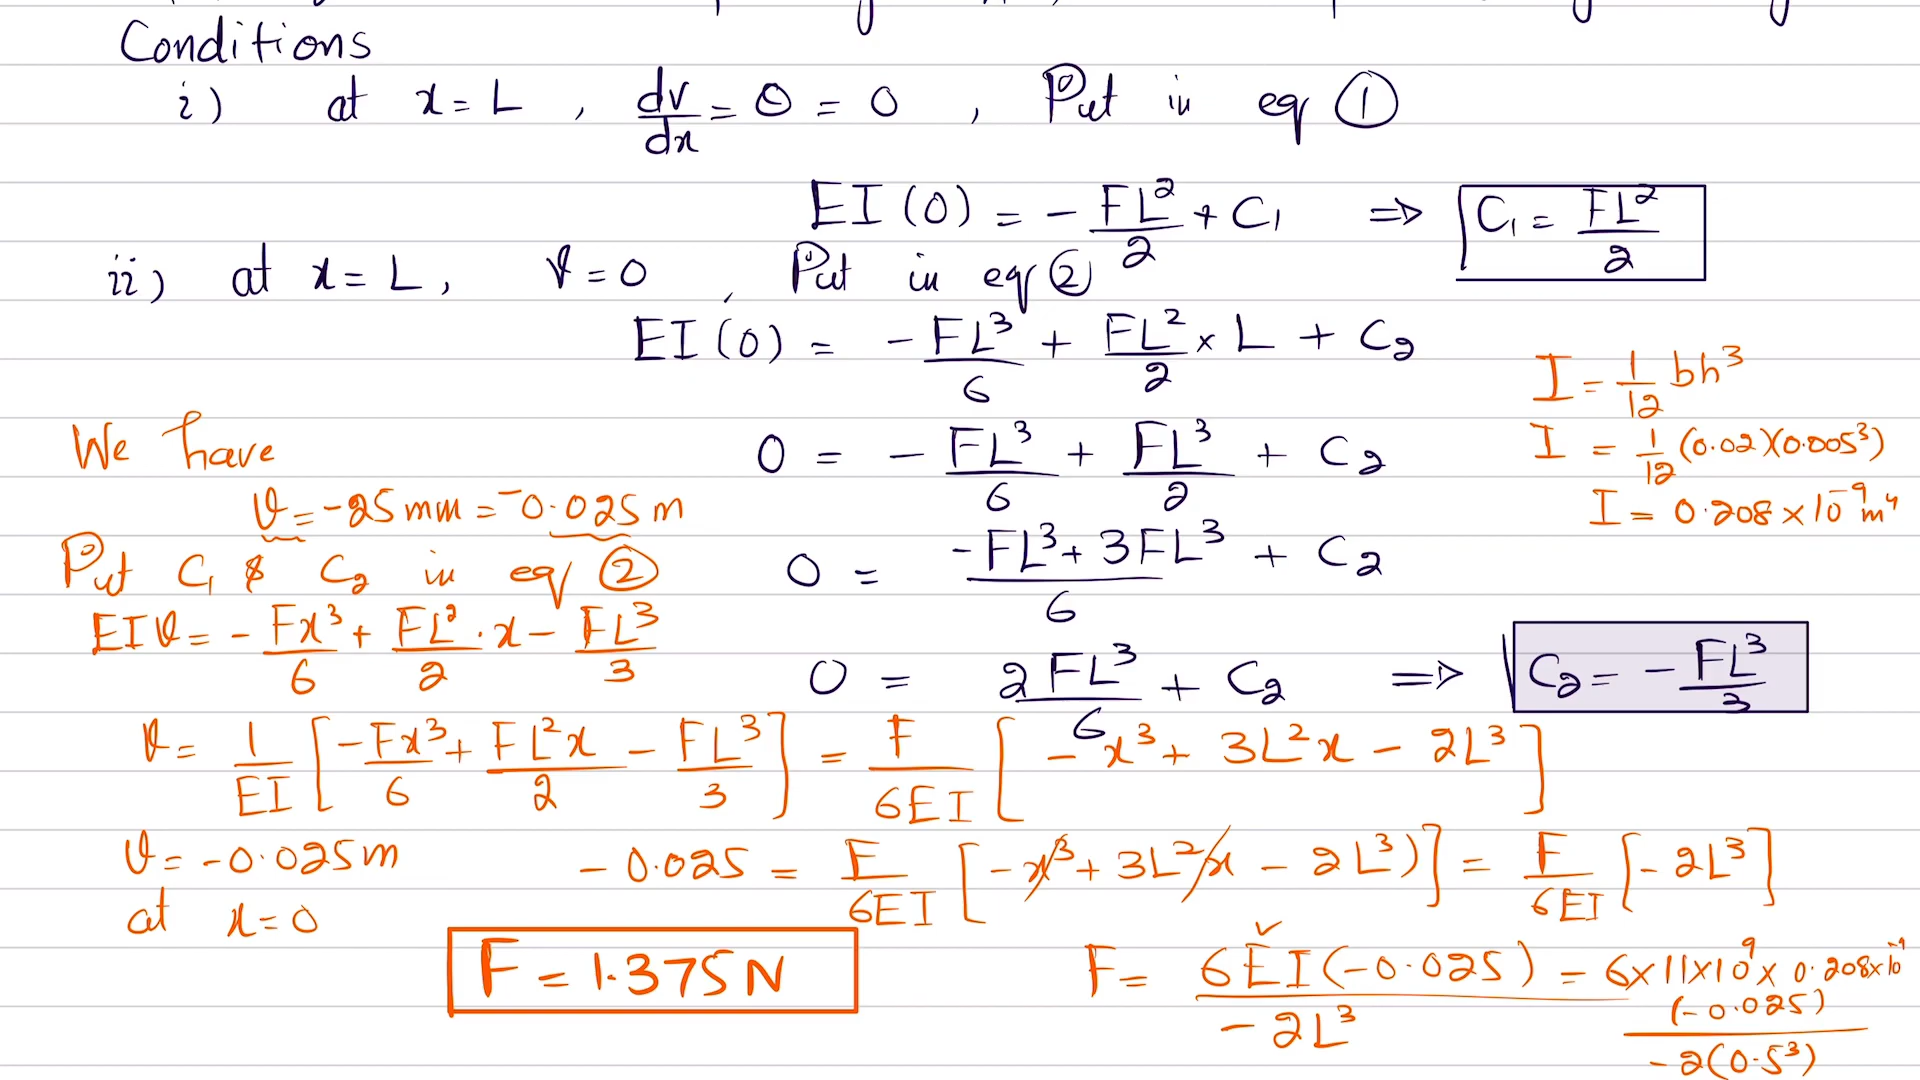 Conditions
i) at x = L , dv/dx = θ = 0 , Put in eq ①
EI(0) = - FL²/2 + C₁ ⇒ C₁ = FL²/2
ii) at x = L, v = 0 , Put in eq ②
EI(0) = - FL³/6 + FL²/2 × L + C₂
0 = - FL³/6 + FL³/2 + C₂
0 = (-FL³ + 3FL³)/6 + C₂
0 = 2FL³/6 + C₂ ⇒ C₂ = - FL³/3
I = 1/12 bh³
I = 1/12 (0.02)(0.005³)
I = 0.208 × 10⁻⁹ m⁴
We have
v = -25 mm = -0.025 m
Put C₁ & C₂ in eq ②
EIv = - Fx³/6 + FL²/2 · x - FL³/3
v = 1/EI [-Fx³/6 + FL²x/2 - FL³/3] = F/6EI [-x³ + 3L²x - 2L³]
v = -0.025m
at x = 0
-0.025 = F/6EI [-x³ + 3L²x - 2L³)] = F/6EI [-2L³]
F = 6EI(-0.025)/-2L³ = 6×11×10⁹× 0.208×10⁻⁹ (-0.025)/-2(0.5³)
F = 1.375N